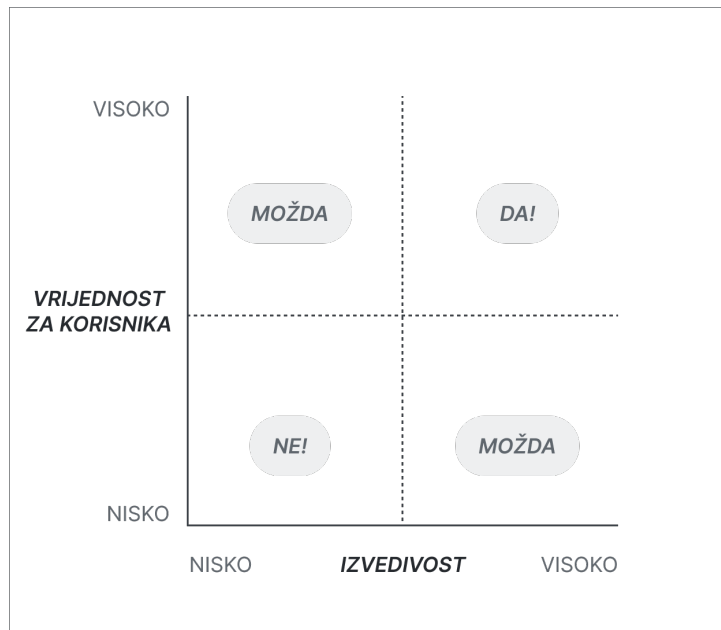 VISOKO
MOŽDA
DA!
VRIJEDNOST
ZA KORISNIKA
NE!
MOŽDA
NISKO
NISKO
IZVEDIVOST
VISOKO